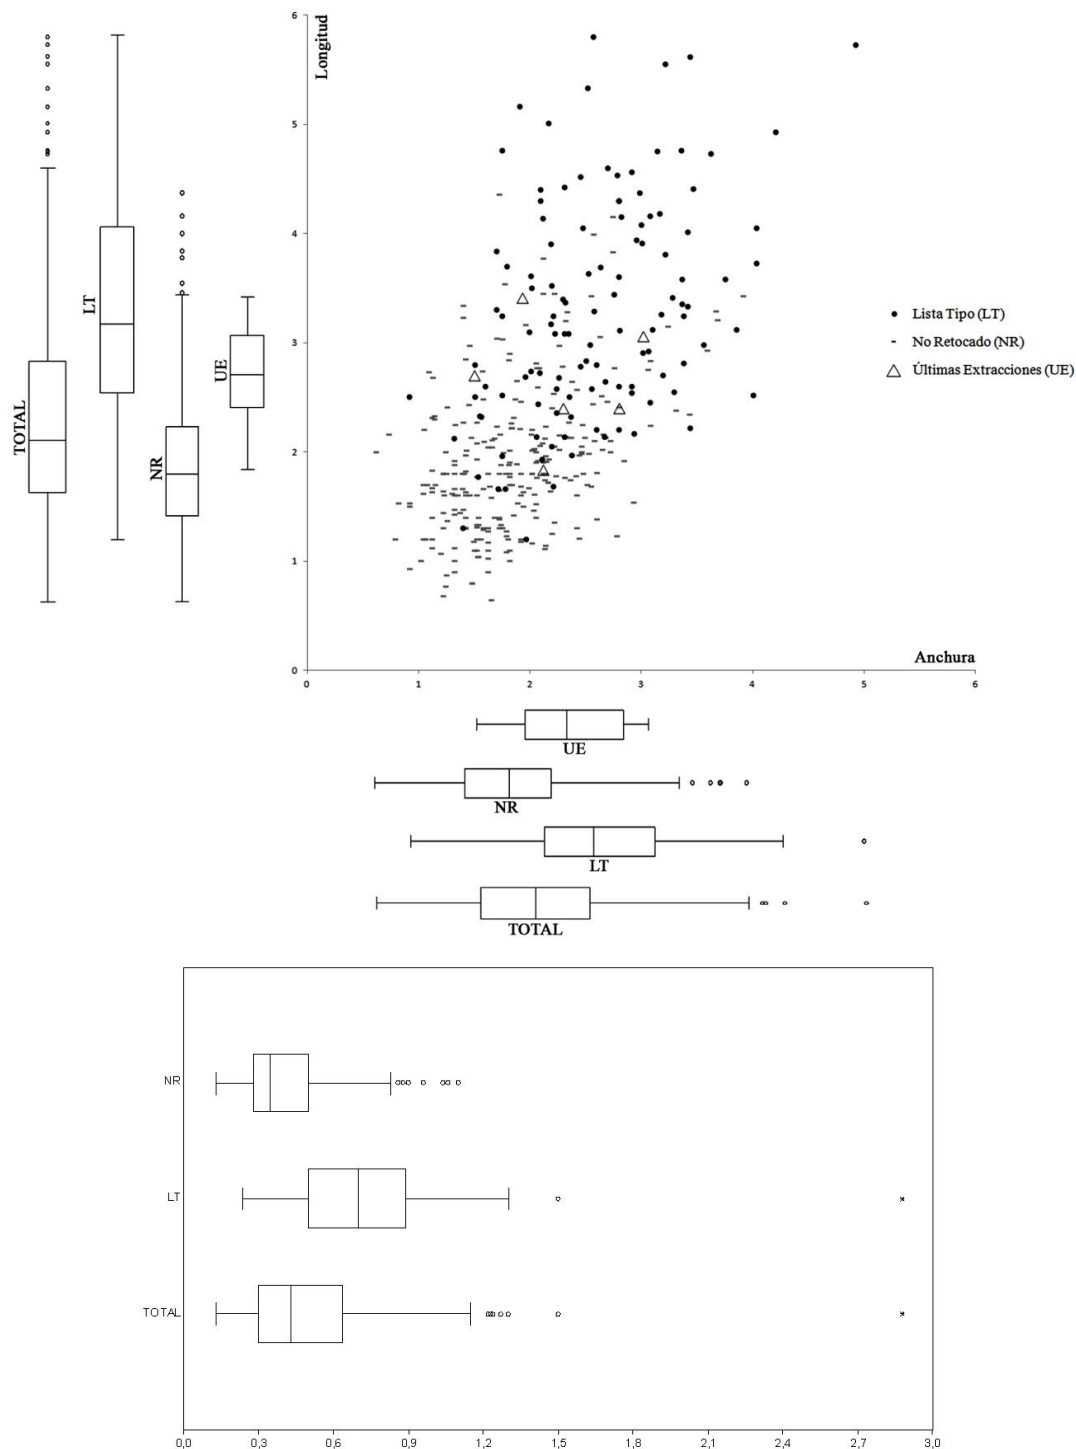 Longitud
6
5
4
3
2
1
0
TOTAL
LT
NR
UE
Lista Tipo (LT)
No Retocado (NR)
Últimas Extracciones (UE)
Anchura
0 1 2 3 4 5 6
UE
NR
LT
TOTAL
NR
LT
TOTAL
0,0 0,3 0,6 0,9 1,2 1,5 1,8 2,1 2,4 2,7 3,0